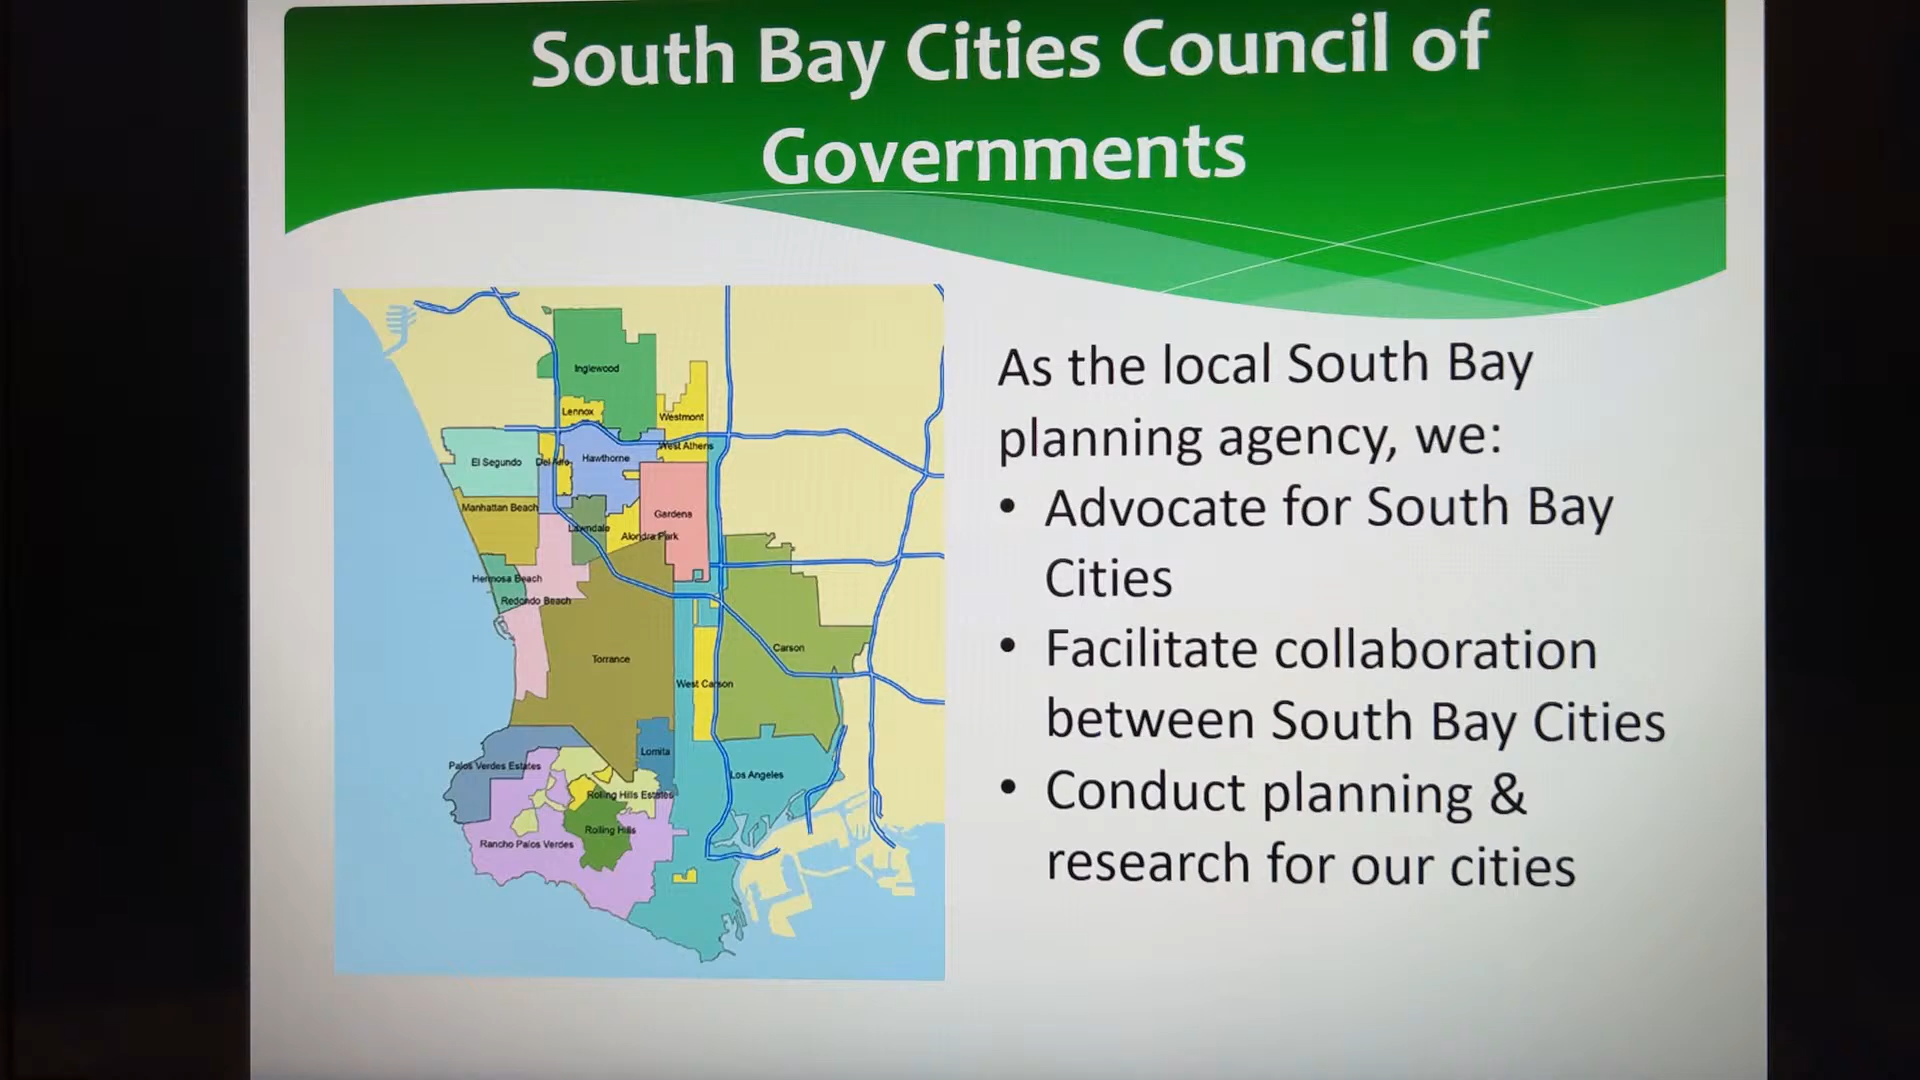 South Bay Cities Council of
Governments
As the local South Bay
planning agency, we:
• Advocate for South Bay
Cities
• Facilitate collaboration
between South Bay Cities
• Conduct planning &
research for our cities
Inglewood
Lennox
Westmont
West Athens
El Segundo
Del Aire
Hawthorne
Manhattan Beach
Gardena
Lawndale
Alondra Park
Hermosa Beach
Redondo Beach
Carson
Torrance
West Carson
Lomita
Palos Verdes Estates
Los Angeles
Rolling Hills Estates
Rolling Hills
Rancho Palos Verdes